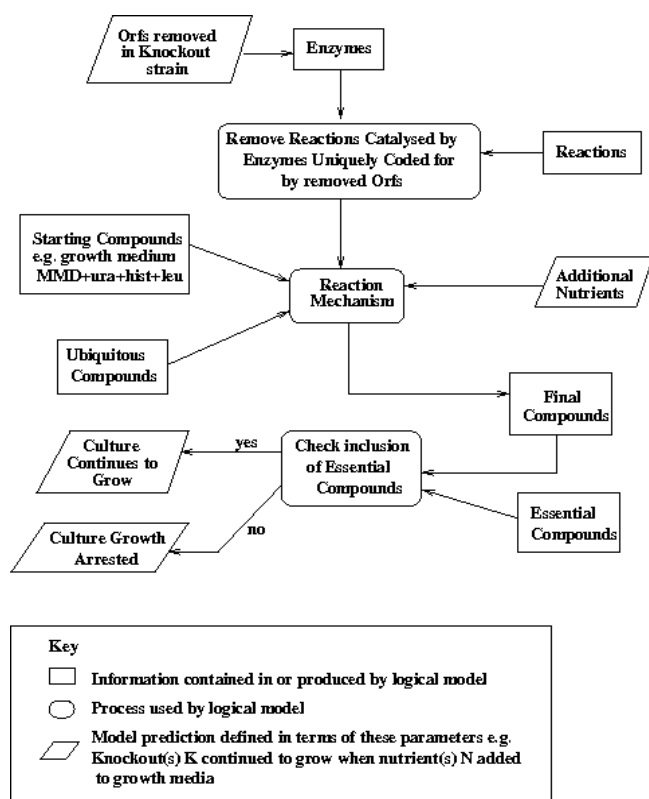 Orfs removed
in Knockout
strain
Enzymes
Remove Reactions Catalysed by
Enzymes Uniquely Coded for
by removed Orfs
Reactions
Starting Compounds
e.g. growth medium
MMD+ura+hist+leu
Reaction
Mechanism
Additional
Nutrients
Ubiquitous
Compounds
Final
Compounds
Culture
Continues to
Grow
yes
Check inclusion
of Essential
Compounds
Essential
Compounds
no
Culture Growth
Arrested
Key
Information contained in or produced by logical model
Process used by logical model
Model prediction defined in terms of these parameters e.g.
Knockout(s) K continued to grow when nutrient(s) N added
to growth media